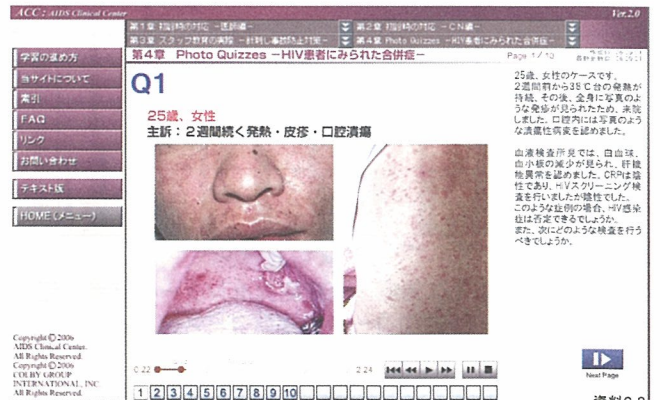 ACC : AIDS Clinical Center
Ver.2.0
第1章 初診時の対応 －医師編－
第2章 初診時の対応 －CN編－
第3章 スタッフ教育の実際 －針刺し事故防止対策－
第4章 Photo Quizzes －HIV患者にみられた合併症－
第4章 Photo Quizzes －HIV患者にみられた合併症－
Page 1 / 10
学習の進め方
当サイトについて
索引
FAQ
リンク
お問い合わせ
テキスト版
HOME (メニュー)
Q1
25歳、女性
主訴：2週間続く発熱・皮疹・口腔潰瘍
25歳、女性のケースです。
2週間前から38℃台の発熱が
持続、その後、全身に写真のよ
うな発疹が見られたため、来院
しました。口腔内には写真のよう
な潰瘍性病変を認めました。
血液検査所見では、白血球、
血小板の減少が見られ、肝機
能異常を認めました。CRPは陰
性であり、HIVスクリーニング検
査を行いましたが陰性でした。
このような症例の場合、HIV感染
症は否定できるでしょうか。
また、次にどのような検査を行う
べきでしょうか。
0:22
2:24
1 2 3 4 5 6 7 8 9 10
Next Page
Copyright © 2006
AIDS Clinical Center.
All Rights Reserved.
Copyright © 2006
COLBY GROUP
INTERNATIONAL, INC.
All Rights Reserved.